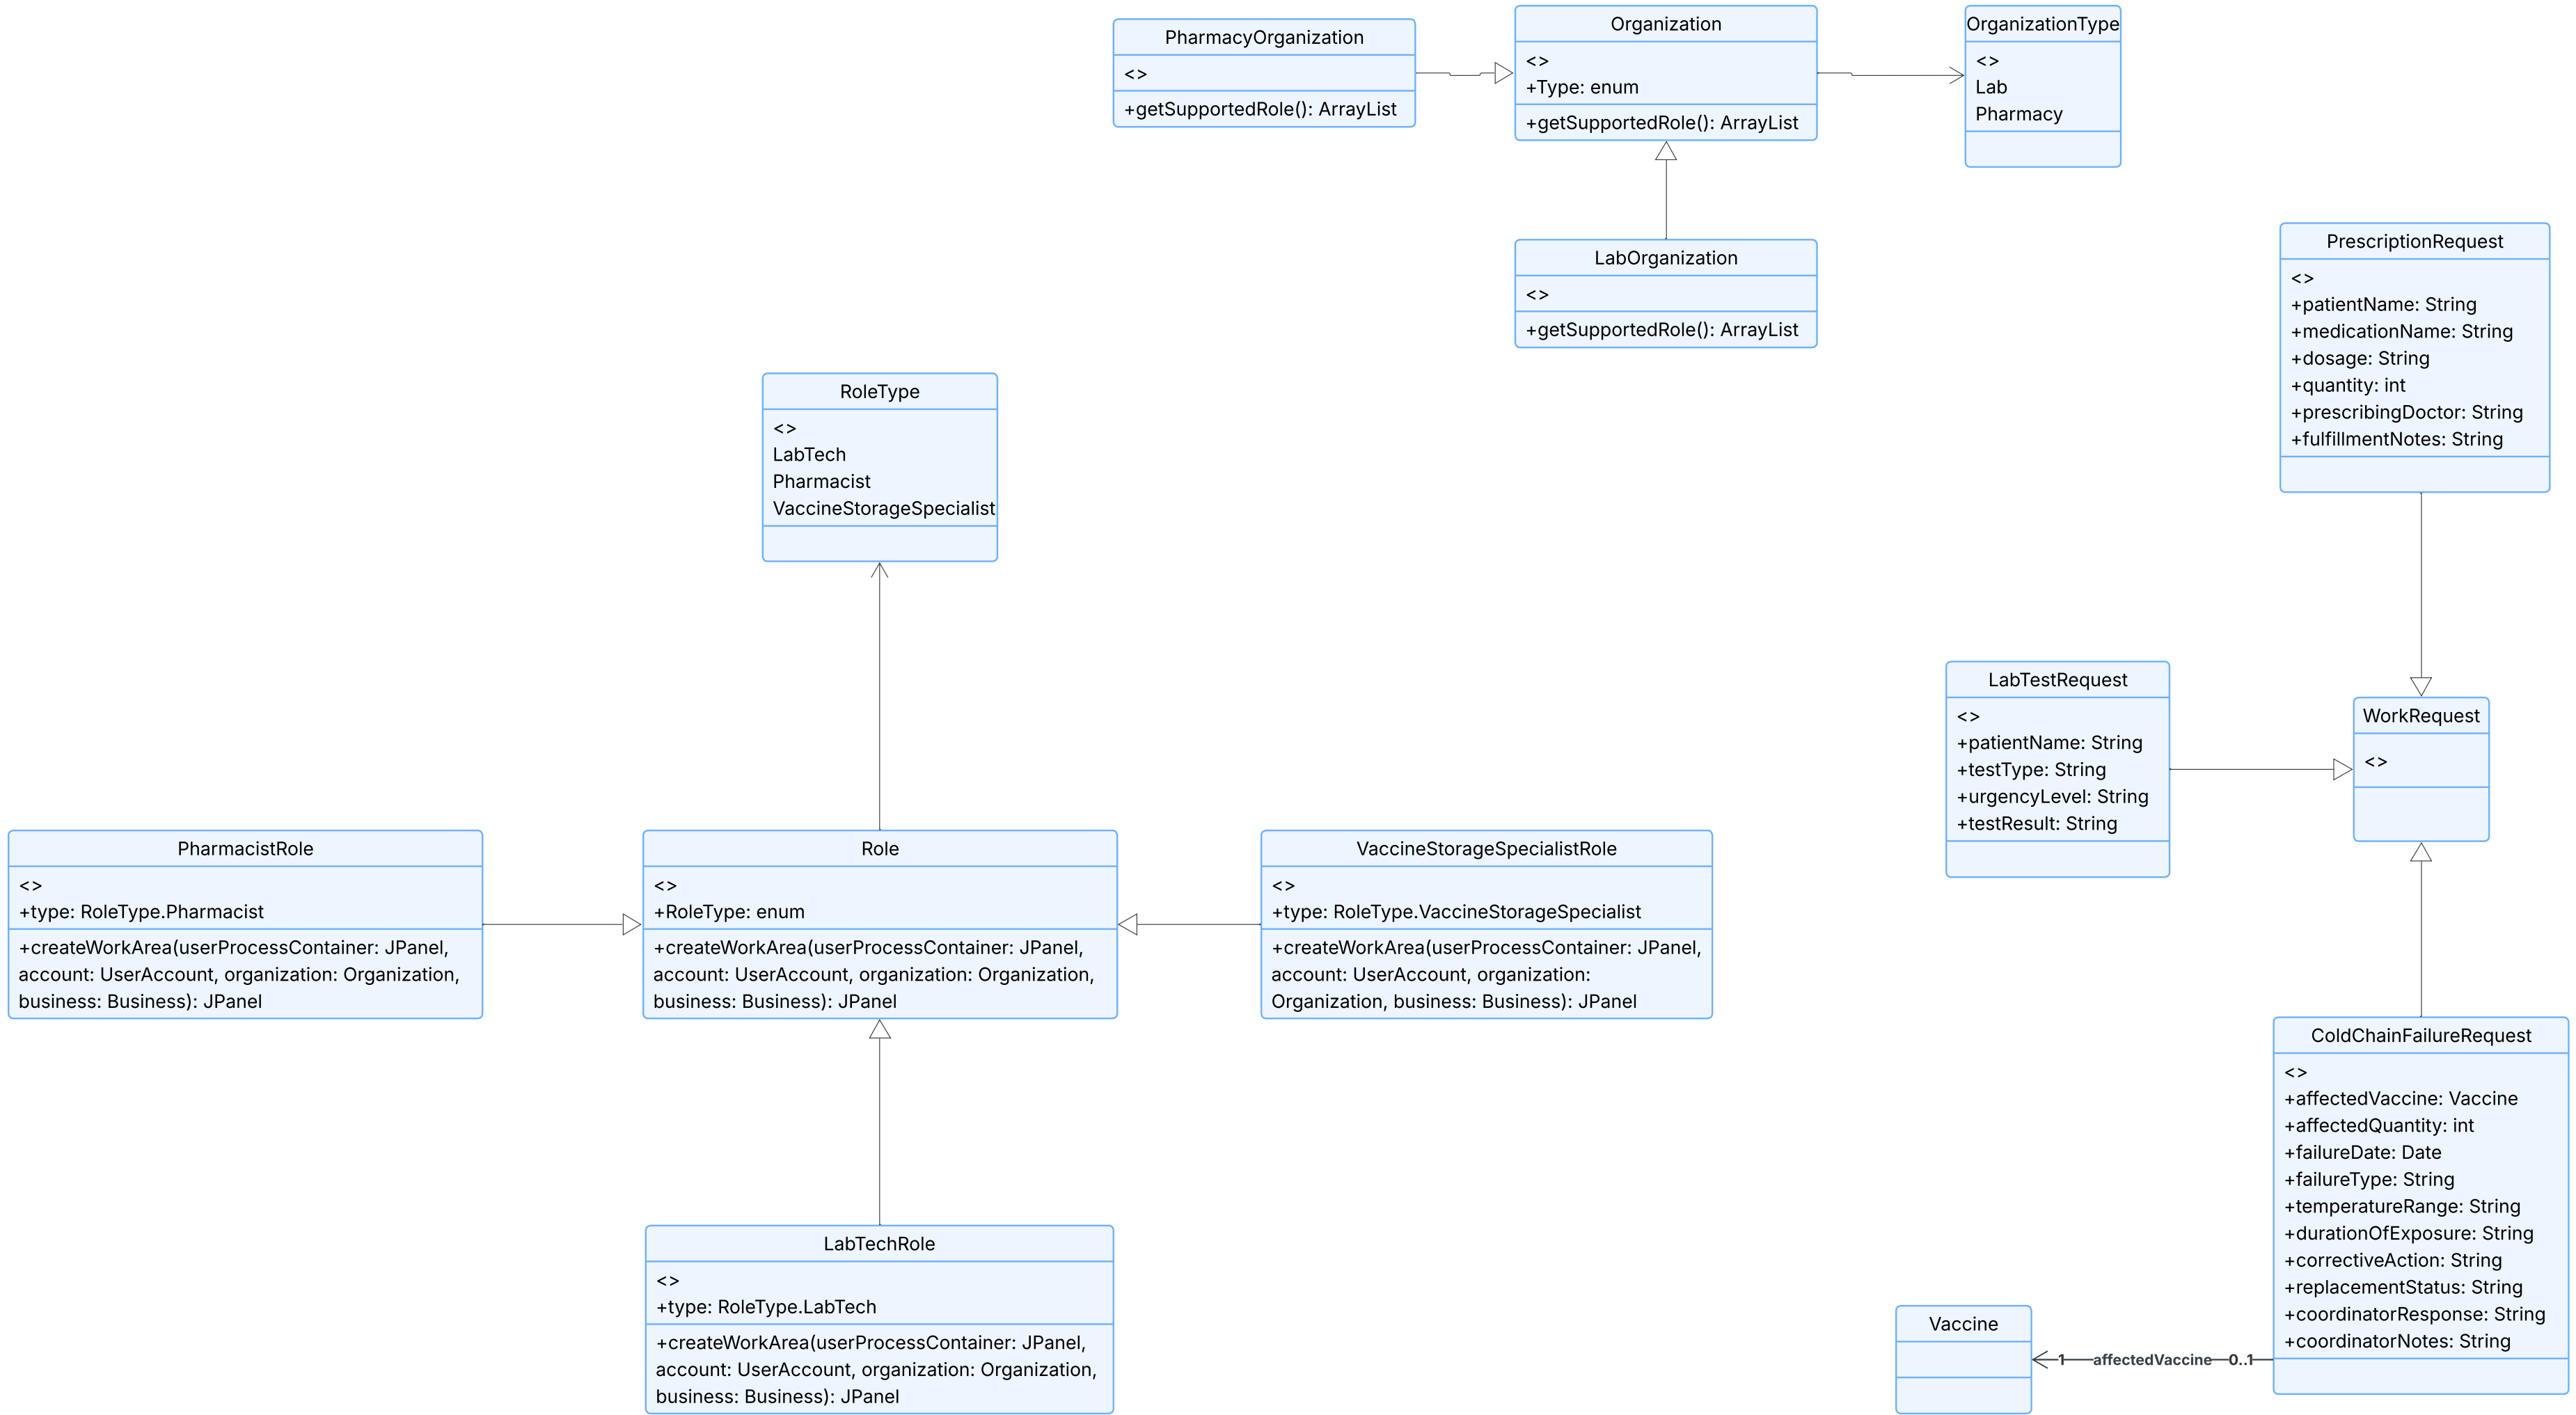 PharmacyOrganization
<>
+getSupportedRole(): ArrayList
Organization
<>
+Type: enum
+getSupportedRole(): ArrayList
OrganizationType
<>
Lab
Pharmacy
LabOrganization
<>
+getSupportedRole(): ArrayList
PrescriptionRequest
<>
+patientName: String
+medicationName: String
+dosage: String
+quantity: int
+prescribingDoctor: String
+fulfillmentNotes: String
RoleType
<>
LabTech
Pharmacist
VaccineStorageSpecialist
LabTestRequest
<>
+patientName: String
+testType: String
+urgencyLevel: String
+testResult: String
WorkRequest
<>
PharmacistRole
<>
+type: RoleType.Pharmacist
+createWorkArea(userProcessContainer: JPanel,
account: UserAccount, organization: Organization,
business: Business): JPanel
Role
<>
+RoleType: enum
+createWorkArea(userProcessContainer: JPanel,
account: UserAccount, organization: Organization,
business: Business): JPanel
VaccineStorageSpecialistRole
<>
+type: RoleType.VaccineStorageSpecialist
+createWorkArea(userProcessContainer: JPanel,
account: UserAccount, organization:
Organization, business: Business): JPanel
ColdChainFailureRequest
<>
+affectedVaccine: Vaccine
+affectedQuantity: int
+failureDate: Date
+failureType: String
+temperatureRange: String
+durationOfExposure: String
+correctiveAction: String
+replacementStatus: String
+coordinatorResponse: String
+coordinatorNotes: String
LabTechRole
<>
+type: RoleType.LabTech
+createWorkArea(userProcessContainer: JPanel,
account: UserAccount, organization: Organization,
business: Business): JPanel
Vaccine
1 affectedVaccine 0..1